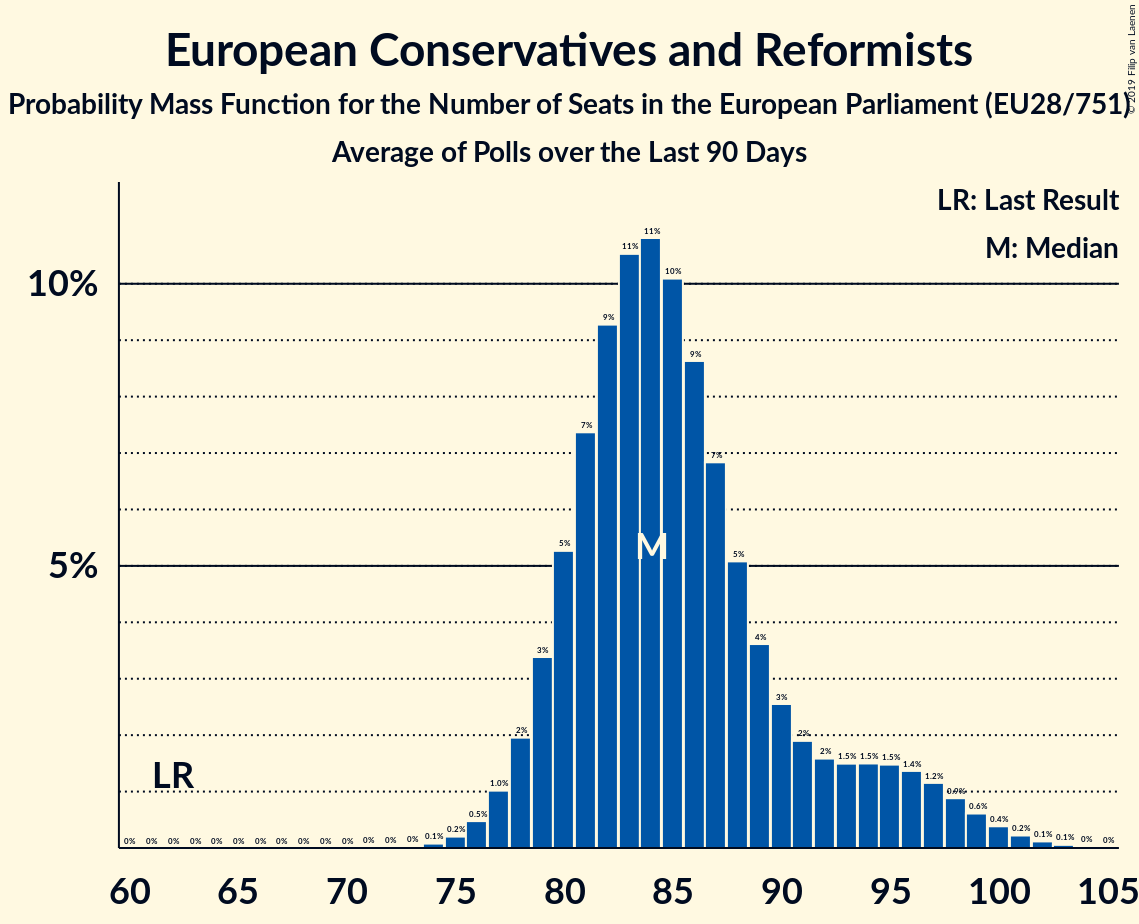 European Conservatives and Reformists
Probability Mass Function for the Number of Seats in the European Parliament (EU28/751)
Average of Polls over the Last 90 Days
© 2019 Filip van Laenen
LR: Last Result
M: Median
10%
5%
LR
M
0% 0% 0% 0% 0% 0% 0% 0% 0% 0% 0% 0% 0% 0% 0.1% 0.2% 0.5% 1.0% 2% 3% 5% 7% 9% 11% 11% 10% 9% 7% 5% 4% 3% 2% 2% 1.5% 1.5% 1.5% 1.4% 1.2% 0.9% 0.6% 0.4% 0.2% 0.1% 0.1% 0% 0%
60 65 70 75 80 85 90 95 100 105